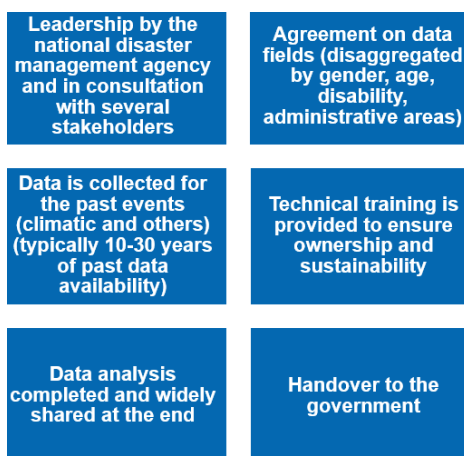 Leadership by the
national disaster
management agency
and in consultation
with several
stakeholders
Agreement on data
fields (disaggregated
by gender, age,
disability,
administrative areas)
Data is collected for
the past events
(climatic and others)
(typically 10-30 years
of past data
availability)
Technical training is
provided to ensure
ownership and
sustainability
Data analysis
completed and widely
shared at the end
Handover to the
government